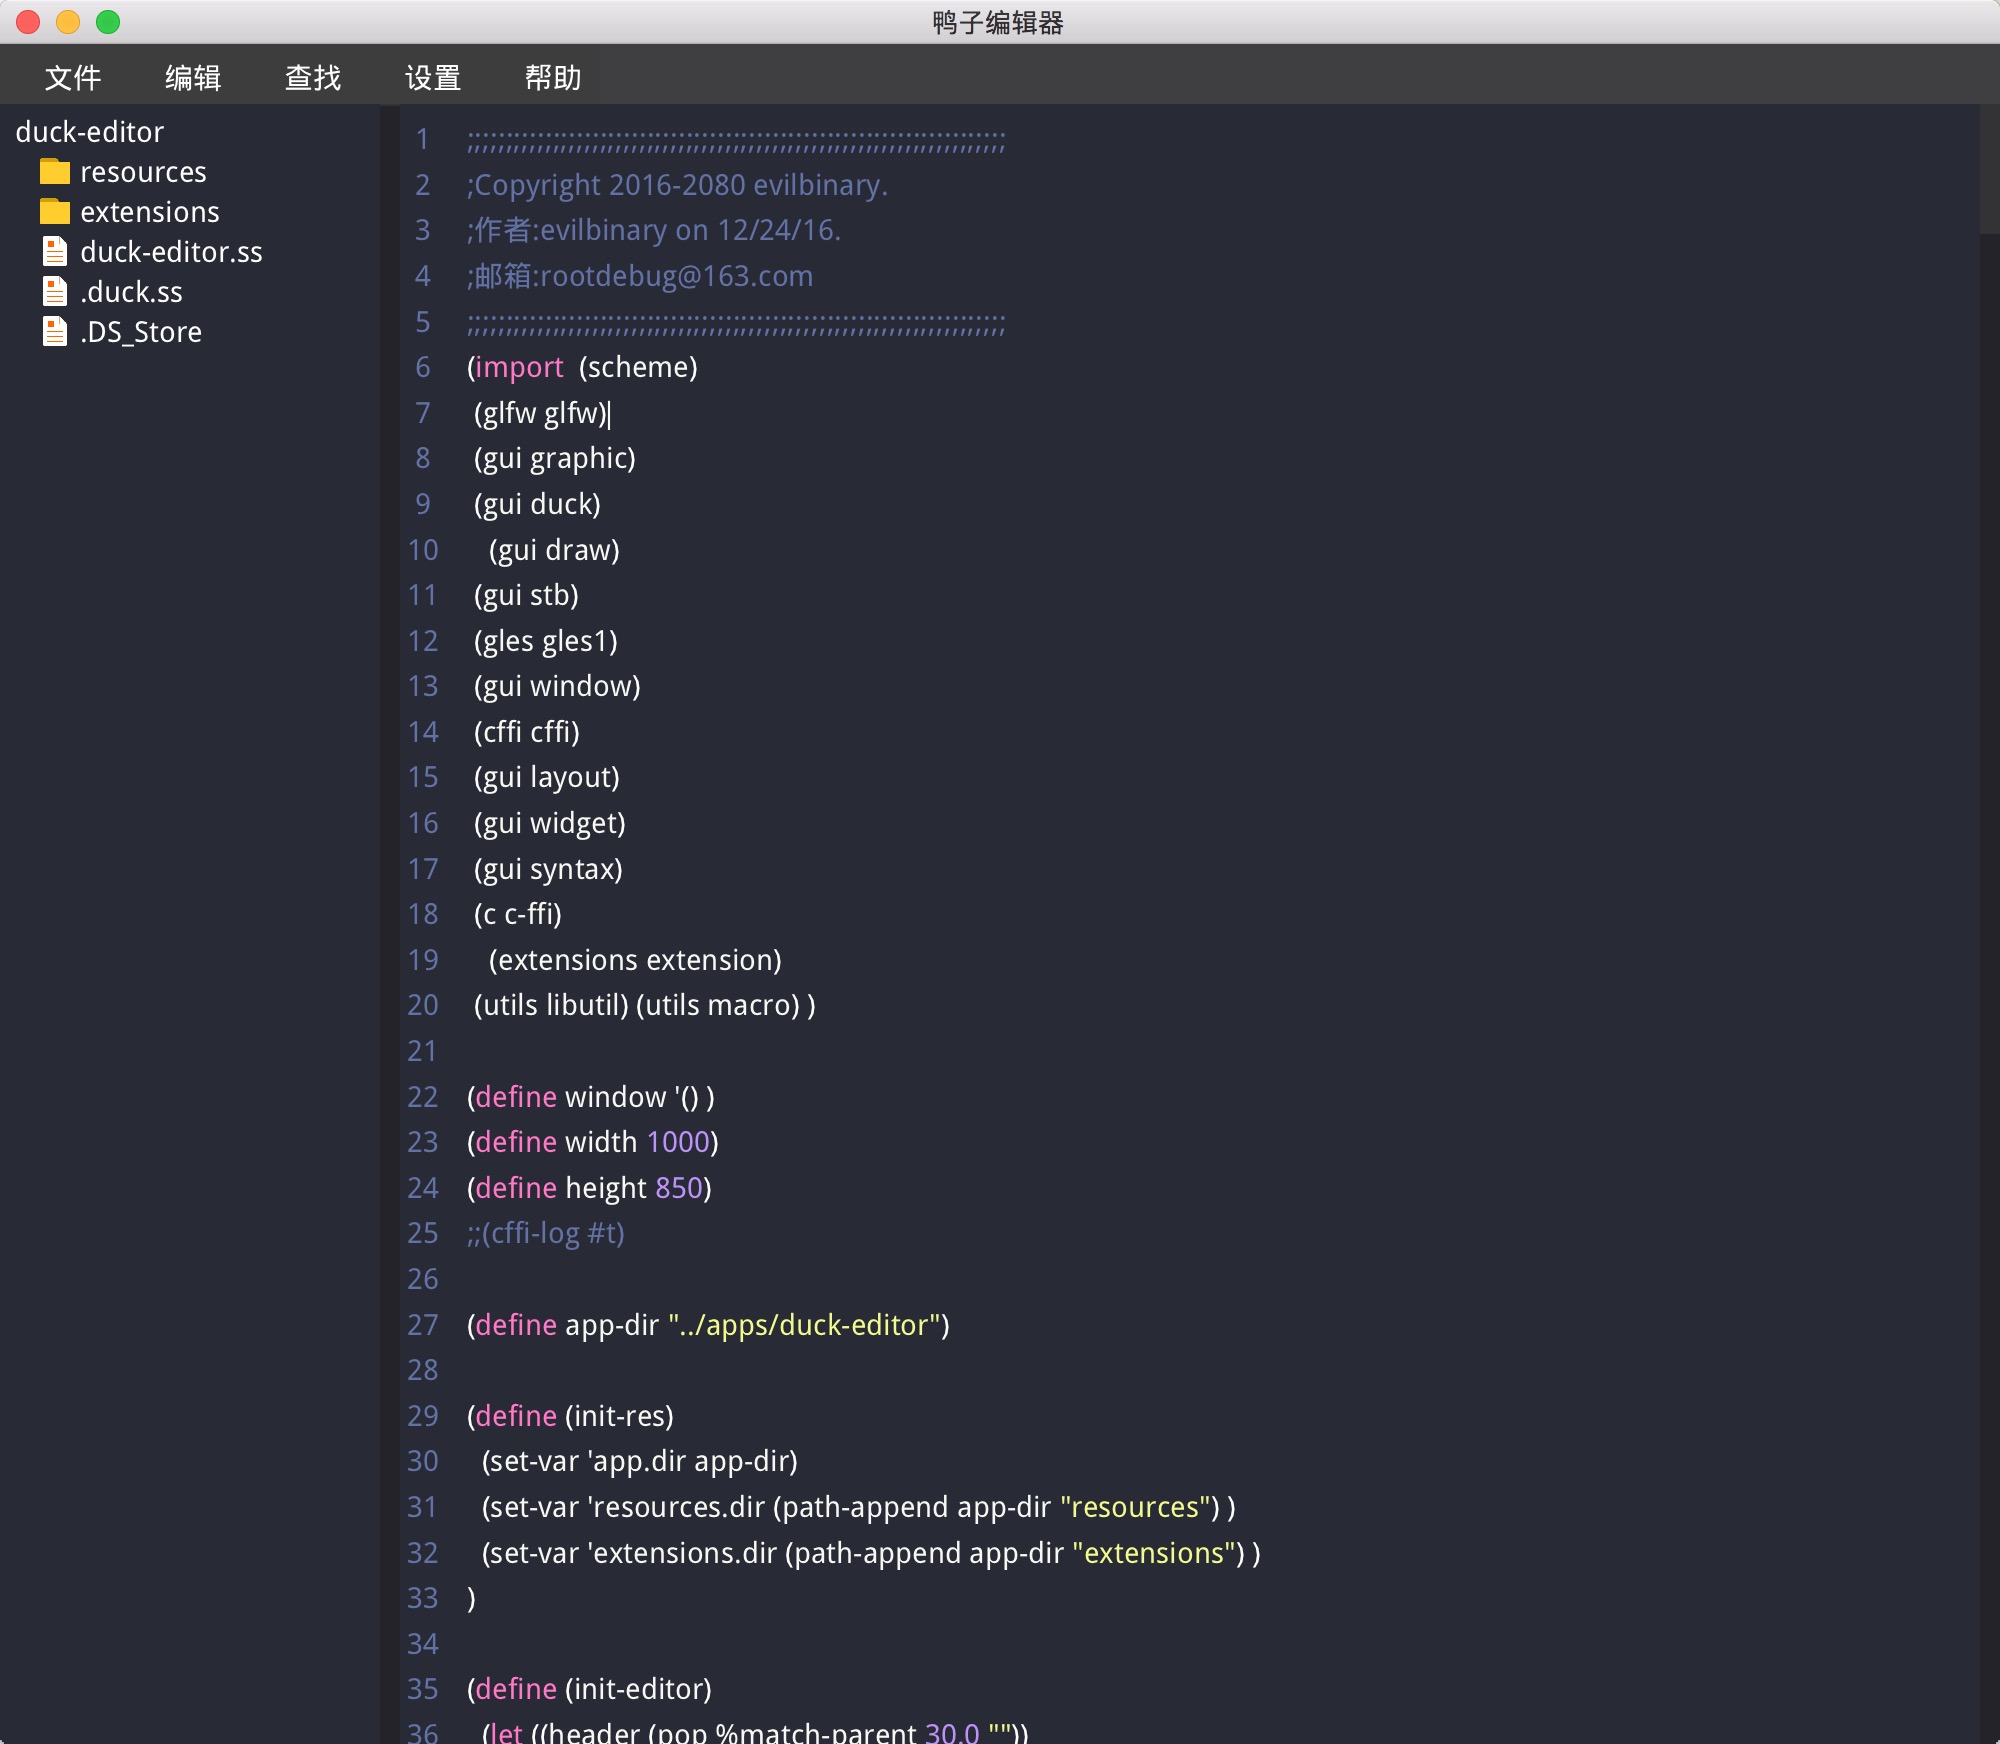 鸭子编辑器
文件 编辑 查找 设置 帮助
duck-editor
resources
extensions
duck-editor.ss
.duck.ss
.DS_Store
1 ;;;;;;;;;;;;;;;;;;;;;;;;;;;;;;;;;;;;;;;;;;;;;;;;;;;;;;;;;;;;;;;;;;;;;
2 ;Copyright 2016-2080 evilbinary.
3 ;作者:evilbinary on 12/24/16.
4 ;邮箱:rootdebug@163.com
5 ;;;;;;;;;;;;;;;;;;;;;;;;;;;;;;;;;;;;;;;;;;;;;;;;;;;;;;;;;;;;;;;;;;;;;
6 (import  (scheme)
7  (glfw glfw)
8  (gui graphic)
9  (gui duck)
10   (gui draw)
11  (gui stb)
12  (gles gles1)
13  (gui window)
14  (cffi cffi)
15  (gui layout)
16  (gui widget)
17  (gui syntax)
18  (c c-ffi)
19   (extensions extension)
20  (utils libutil) (utils macro) )
21
22 (define window '() )
23 (define width 1000)
24 (define height 850)
25 ;;(cffi-log #t)
26
27 (define app-dir "../apps/duck-editor")
28
29 (define (init-res)
30   (set-var 'app.dir app-dir)
31   (set-var 'resources.dir (path-append app-dir "resources") )
32   (set-var 'extensions.dir (path-append app-dir "extensions") )
33 )
34
35 (define (init-editor)
36   (let ((header (pop %match-parent 30.0 ""))